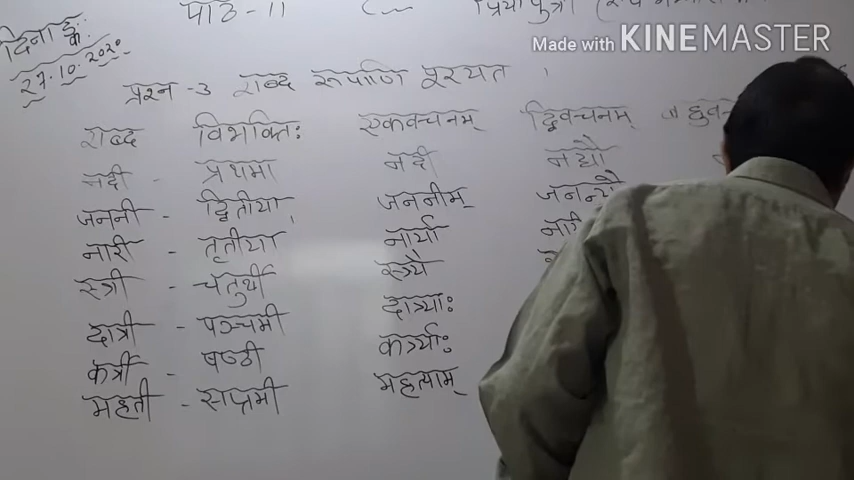 पाठ-11
दिनाङ्कः
27.10.2020
Made with KINEMASTER
प्रश्न -3 शब्द रूपाणि पूरयत ।
शब्द विभक्तिः एकवचनम् द्विवचनम्
नदी - प्रथमा नदी नद्यौ
जननी - द्वितीया जननीम् जनन्यौ
नारी - तृतीया नार्या
स्त्री - चतुर्थी स्त्र्यै
दात्री - पञ्चमी दात्र्याः
कर्त्री - षष्ठी कर्त्र्याः
महती - सप्तमी महत्याम्